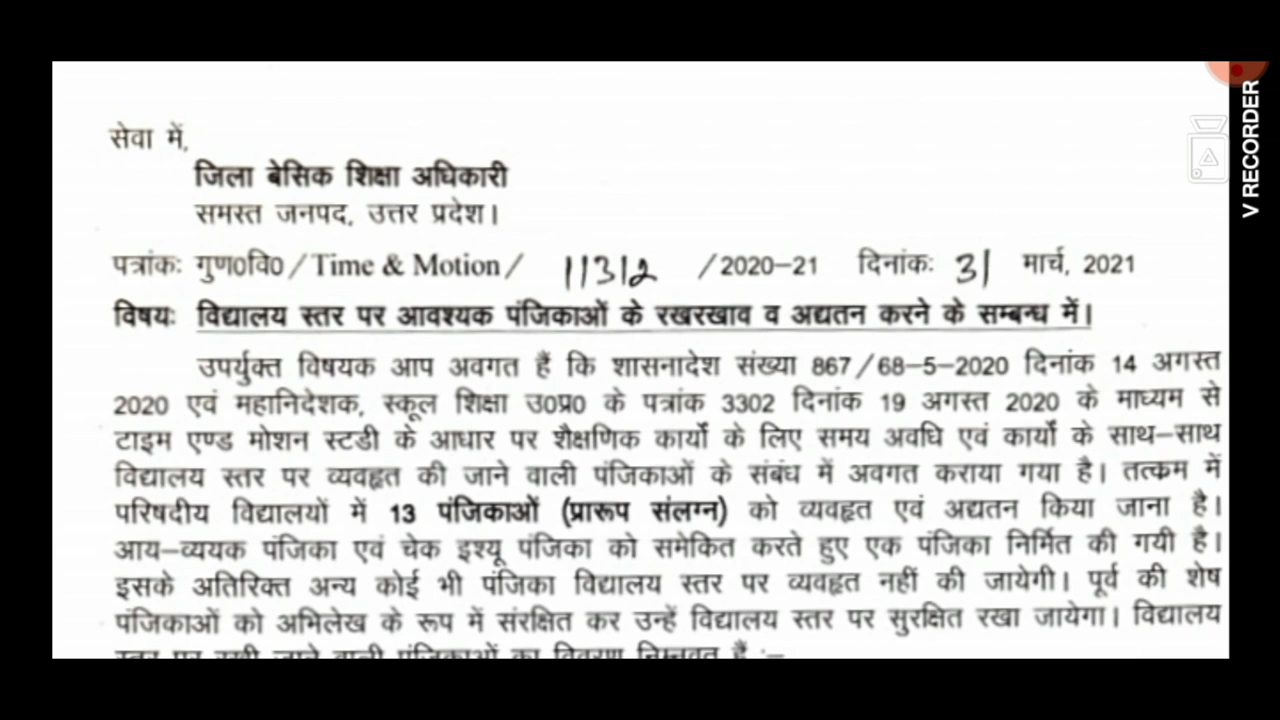 सेवा में,
जिला बेसिक शिक्षा अधिकारी
समस्त जनपद, उत्तर प्रदेश।
पत्रांकः गुण0वि0/Time & Motion/ 11312 /2020-21 दिनांकः 31 मार्च, 2021
विषयः विद्यालय स्तर पर आवश्यक पंजिकाओं के रखरखाव व अद्यतन करने के सम्बन्ध में।
उपर्युक्त विषयक आप अवगत हैं कि शासनादेश संख्या 867/68-5-2020 दिनांक 14 अगस्त
2020 एवं महानिदेशक, स्कूल शिक्षा उ0प्र0 के पत्रांक 3302 दिनांक 19 अगस्त 2020 के माध्यम से
टाइम एण्ड मोशन स्टडी के आधार पर शैक्षणिक कार्यो के लिए समय अवधि एवं कार्यो के साथ-साथ
विद्यालय स्तर पर व्यवहृत की जाने वाली पंजिकाओं के संबंध में अवगत कराया गया है। तत्क्रम में
परिषदीय विद्यालयों में 13 पंजिकाओं (प्रारूप संलग्न) को व्यवहृत एवं अद्यतन किया जाना है।
आय-व्ययक पंजिका एवं चेक इश्यू पंजिका को समेकित करते हुए एक पंजिका निर्मित की गयी है।
इसके अतिरिक्त अन्य कोई भी पंजिका विद्यालय स्तर पर व्यवहृत नहीं की जायेगी। पूर्व की शेष
पंजिकाओं को अभिलेख के रूप में संरक्षित कर उन्हें विद्यालय स्तर पर सुरक्षित रखा जायेगा। विद्यालय
स्तर पर रखी जाने वाली पंजिकाओं का विवरण निम्नवत हैं :-
V RECORDER